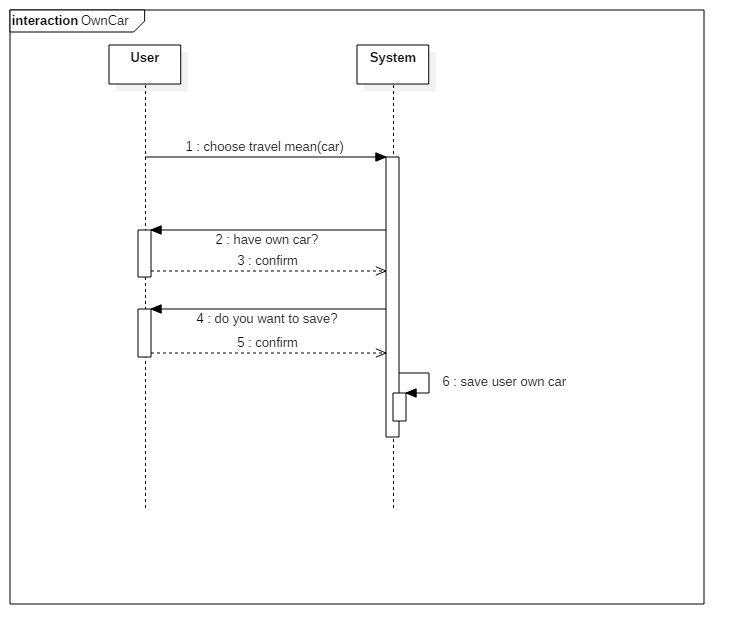 interaction OwnCar
User
System
1 : choose travel mean(car)
2 : have own car?
3 : confirm
4 : do you want to save?
5 : confirm
6 : save user own car